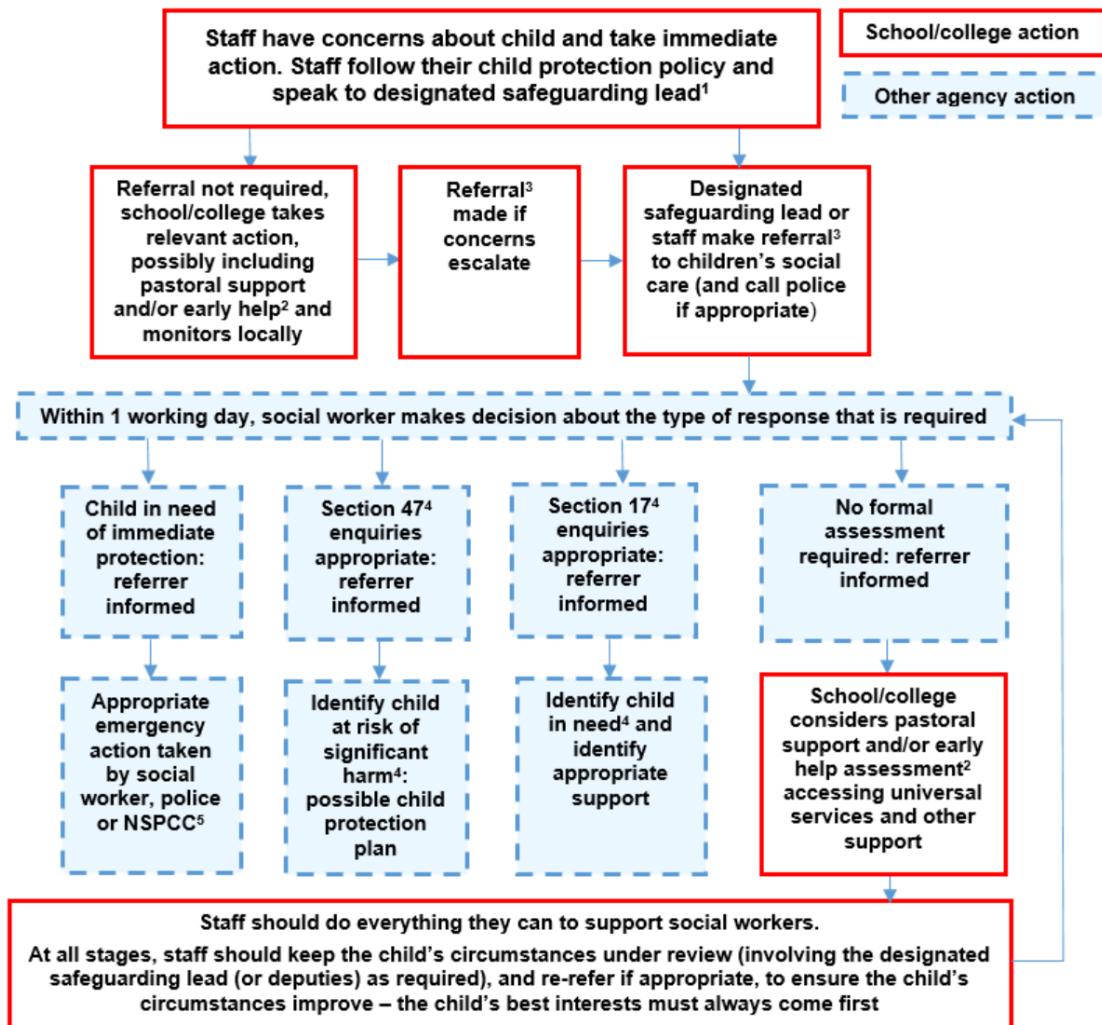 Staff have concerns about child and take immediate
action. Staff follow their child protection policy and
speak to designated safeguarding lead¹
School/college action
Other agency action
Referral not required,
school/college takes
relevant action,
possibly including
pastoral support
and/or early help² and
monitors locally
Referral³
made if
concerns
escalate
Designated
safeguarding lead or
staff make referral³
to children’s social
care (and call police
if appropriate)
Within 1 working day, social worker makes decision about the type of response that is required
Child in need
of immediate
protection:
referrer
informed
Section 47⁴
enquiries
appropriate:
referrer
informed
Section 17⁴
enquiries
appropriate:
referrer
informed
No formal
assessment
required: referrer
informed
Appropriate
emergency
action taken
by social
worker, police
or NSPCC⁵
Identify child
at risk of
significant
harm⁴:
possible child
protection
plan
Identify child
in need⁴ and
identify
appropriate
support
School/college
considers pastoral
support and/or early
help assessment²
accessing universal
services and other
support
Staff should do everything they can to support social workers.
At all stages, staff should keep the child’s circumstances under review (involving the designated
safeguarding lead (or deputies) as required), and re-refer if appropriate, to ensure the child’s
circumstances improve – the child’s best interests must always come first